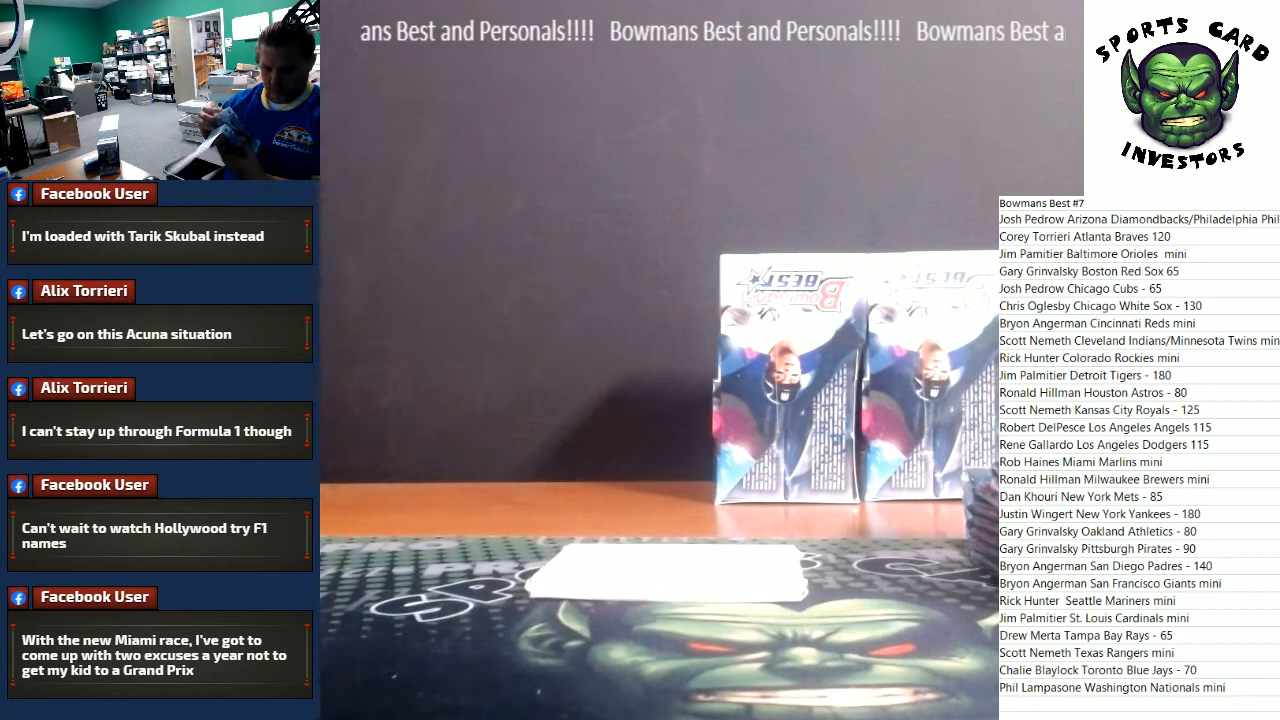 ans Best and Personals!!!!   Bowmans Best and Personals!!!!   Bowmans Best a
SPORTS CARD
INVESTORS
Facebook User
I'm loaded with Tarik Skubal instead
Alix Torrieri
Let's go on this Acuna situation
Alix Torrieri
I can't stay up through Formula 1 though
Facebook User
Can't wait to watch Hollywood try F1
names
Facebook User
With the new Miami race, I've got to
come up with two excuses a year not to
get my kid to a Grand Prix
BEST
BOWMAN'S
BEST
Bowmans Best #7
Josh Pedrow Arizona Diamondbacks/Philadelphia Phil
Corey Torrieri Atlanta Braves 120
Jim Pamitier Baltimore Orioles  mini
Gary Grinvalsky Boston Red Sox 65
Josh Pedrow Chicago Cubs - 65
Chris Oglesby Chicago White Sox - 130
Bryon Angerman Cincinnati Reds mini
Scott Nemeth Cleveland Indians/Minnesota Twins min
Rick Hunter Colorado Rockies mini
Jim Palmitier Detroit Tigers - 180
Ronald Hillman Houston Astros - 80
Scott Nemeth Kansas City Royals - 125
Robert DelPesce Los Angeles Angels 115
Rene Gallardo Los Angeles Dodgers 115
Rob Haines Miami Marlins mini
Ronald Hillman Milwaukee Brewers mini
Dan Khouri New York Mets - 85
Justin Wingert New York Yankees - 180
Gary Grinvalsky Oakland Athletics - 80
Gary Grinvalsky Pittsburgh Pirates - 90
Bryon Angerman San Diego Padres - 140
Bryon Angerman San Francisco Giants mini
Rick Hunter  Seattle Mariners mini
Jim Palmitier St. Louis Cardinals mini
Drew Merta Tampa Bay Rays - 65
Scott Nemeth Texas Rangers mini
Chalie Blaylock Toronto Blue Jays - 70
Phil Lampasone Washington Nationals mini